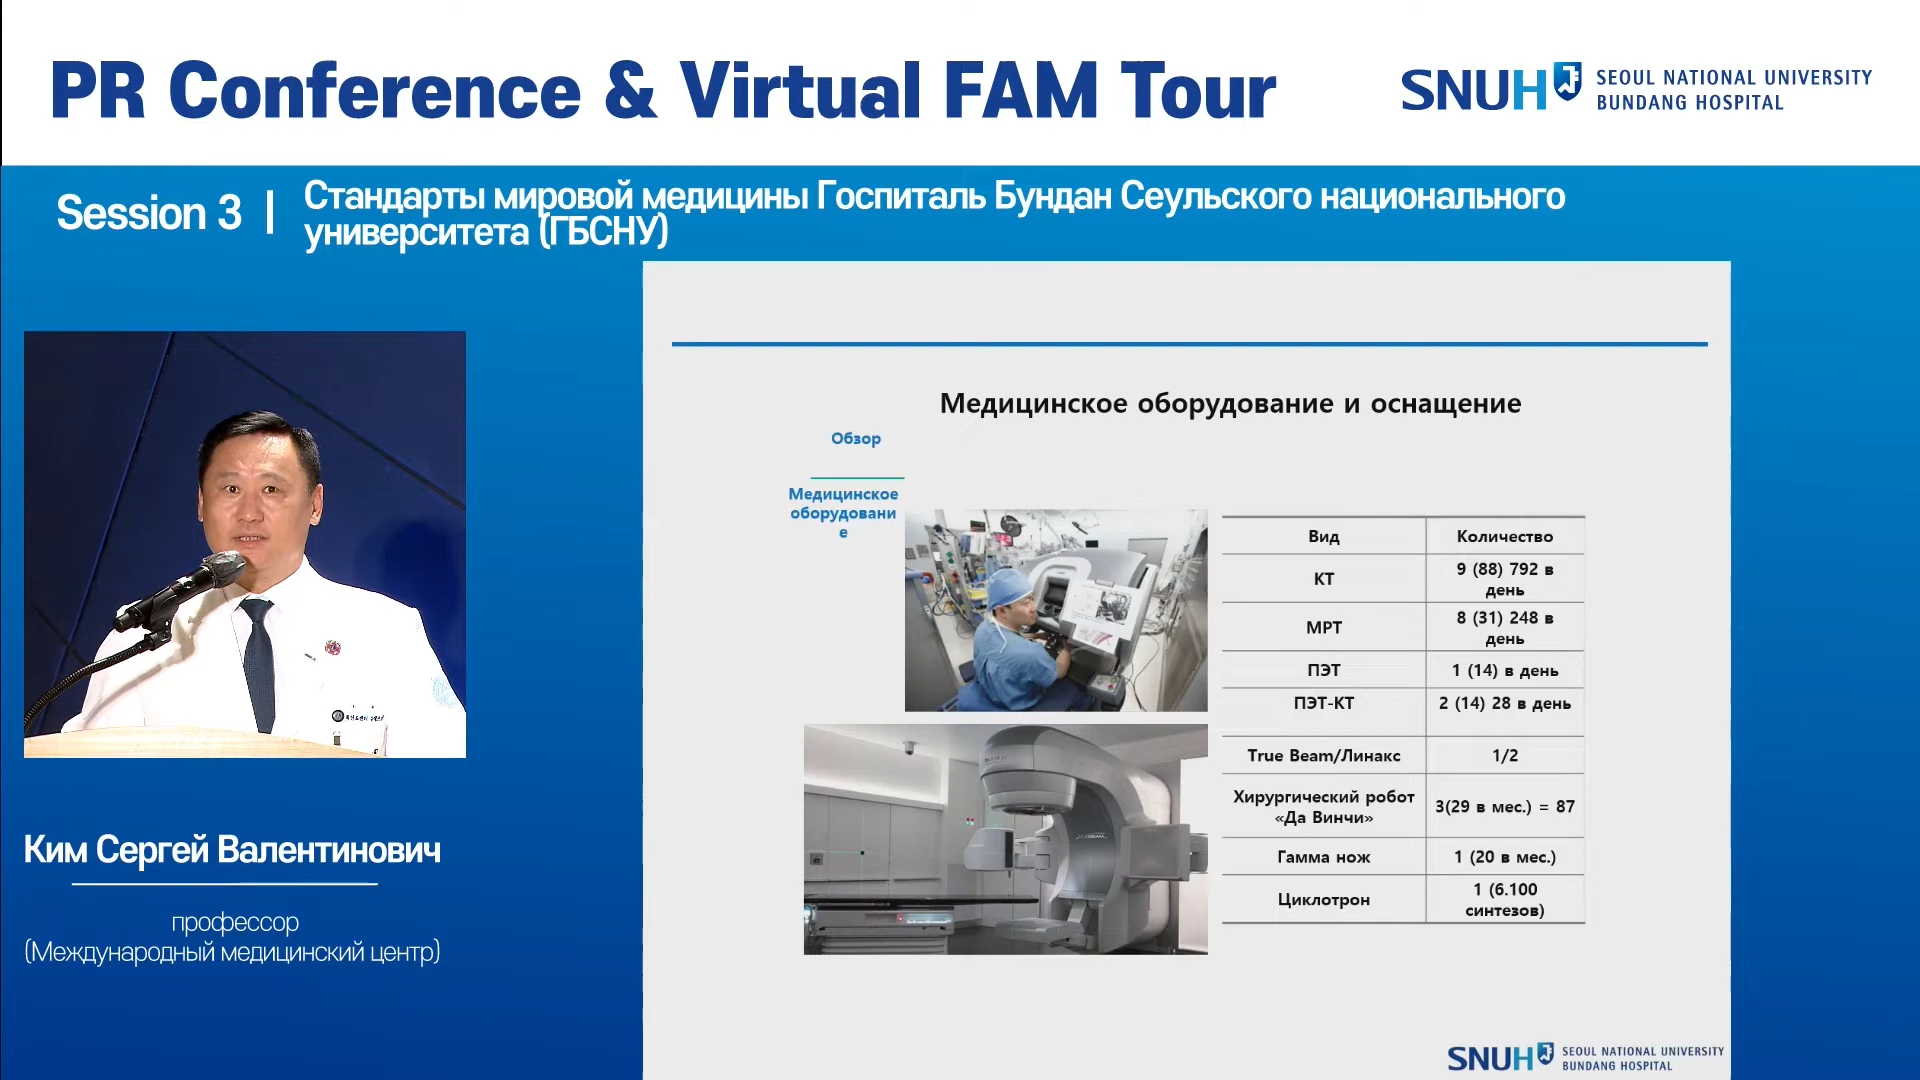 PR Conference & Virtual FAM Tour
SNUH SEOUL NATIONAL UNIVERSITY
BUNDANG HOSPITAL
Session 3 | Стандарты мировой медицины Госпиталь Бундан Сеульского национального
университета (ГБСНУ)
Медицинское оборудование и оснащение
Обзор
Медицинское
оборудовани
е
Вид Количество
КТ 9 (88) 792 в
день
МРТ 8 (31) 248 в
день
ПЭТ 1 (14) в день
ПЭТ-КТ 2 (14) 28 в день
True Beam/Линакс 1/2
Хирургический робот
«Да Винчи» 3(29 в мес.) = 87
Гамма нож 1 (20 в мес.)
Циклотрон 1 (6.100
синтезов)
Ким Сергей Валентинович
профессор
(Международный медицинский центр)
SNUH SEOUL NATIONAL UNIVERSITY
BUNDANG HOSPITAL